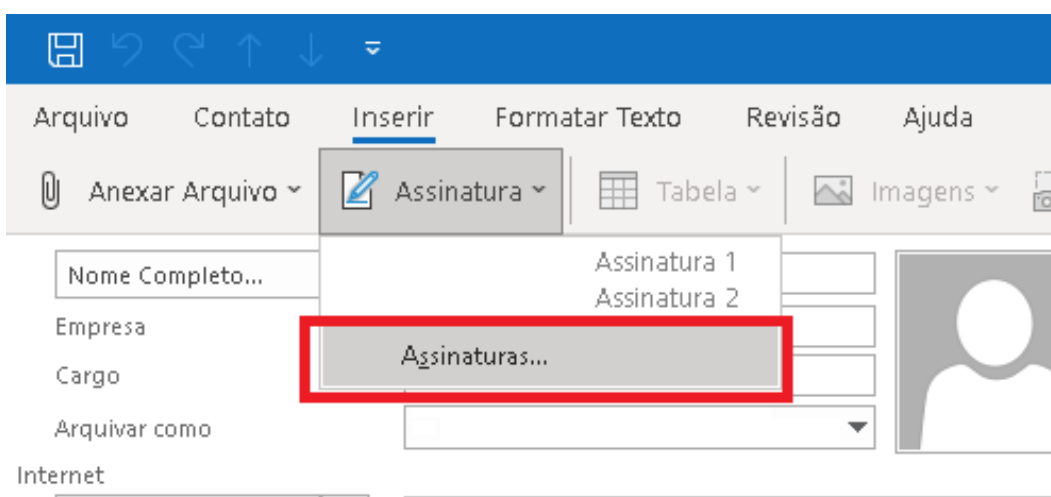 Arquivo Contato Inserir Formatar Texto Revisão Ajuda
Anexar Arquivo Assinatura Tabela Imagens
Nome Completo...
Assinatura 1
Assinatura 2
Empresa
Assinaturas...
Cargo
Arquivar como
Internet